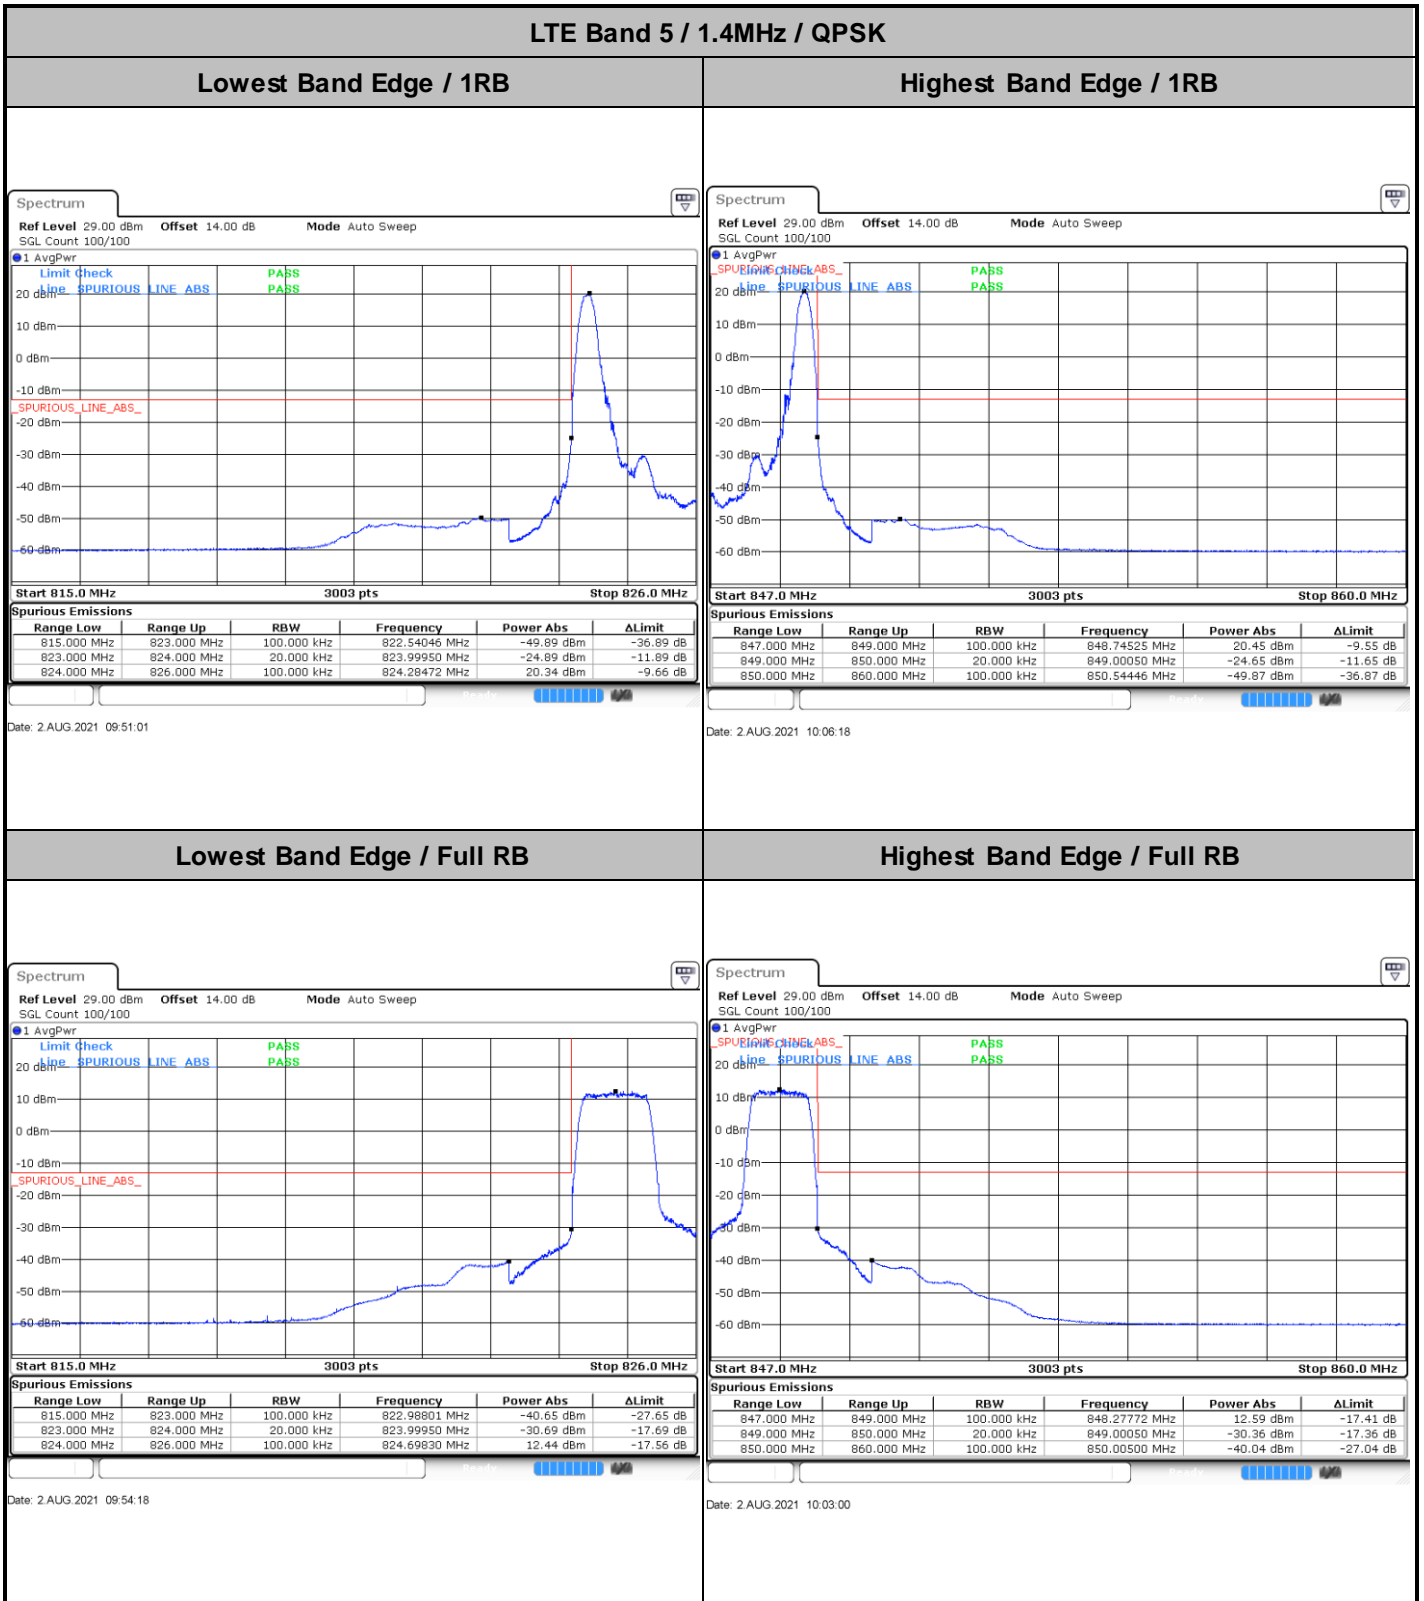 LTE Band 5 / 1.4MHz / QPSK
Lowest Band Edge / 1RB
Highest Band Edge / 1RB
Spectrum
Ref Level 29.00 dBm Offset 14.00 dB Mode Auto Sweep
SGL Count 100/100
1 AvgPwr
Limit Check PASS
Line _SPURIOUS_LINE_ABS_ PASS
20 dBm
10 dBm
0 dBm
-10 dBm
_SPURIOUS_LINE_ABS_
-20 dBm
-30 dBm
-40 dBm
-50 dBm
-60 dBm
Start 815.0 MHz 3003 pts Stop 826.0 MHz
Spurious Emissions
Range Low Range Up RBW Frequency Power Abs ΔLimit
815.000 MHz 823.000 MHz 100.000 kHz 822.54046 MHz -49.89 dBm -36.89 dB
823.000 MHz 824.000 MHz 20.000 kHz 823.99950 MHz -24.89 dBm -11.89 dB
824.000 MHz 826.000 MHz 100.000 kHz 824.28472 MHz 20.34 dBm -9.66 dB
Ready
Date: 2.AUG.2021 09:51:01
Spectrum
Ref Level 29.00 dBm Offset 14.00 dB Mode Auto Sweep
SGL Count 100/100
1 AvgPwr
_SPURIOUS_LINE_ABS_
Limit Check PASS
Line _SPURIOUS_LINE_ABS_ PASS
20 dBm
10 dBm
0 dBm
-10 dBm
-20 dBm
-30 dBm
-40 dBm
-50 dBm
-60 dBm
Start 847.0 MHz 3003 pts Stop 860.0 MHz
Spurious Emissions
Range Low Range Up RBW Frequency Power Abs ΔLimit
847.000 MHz 849.000 MHz 100.000 kHz 848.74525 MHz 20.45 dBm -9.55 dB
849.000 MHz 850.000 MHz 20.000 kHz 849.00050 MHz -24.65 dBm -11.65 dB
850.000 MHz 860.000 MHz 100.000 kHz 850.54446 MHz -49.87 dBm -36.87 dB
Ready
Date: 2.AUG.2021 10:06:18
Lowest Band Edge / Full RB
Highest Band Edge / Full RB
Spectrum
Ref Level 29.00 dBm Offset 14.00 dB Mode Auto Sweep
SGL Count 100/100
1 AvgPwr
Limit Check PASS
Line _SPURIOUS_LINE_ABS_ PASS
20 dBm
10 dBm
0 dBm
-10 dBm
_SPURIOUS_LINE_ABS_
-20 dBm
-30 dBm
-40 dBm
-50 dBm
-60 dBm
Start 815.0 MHz 3003 pts Stop 826.0 MHz
Spurious Emissions
Range Low Range Up RBW Frequency Power Abs ΔLimit
815.000 MHz 823.000 MHz 100.000 kHz 822.98801 MHz -40.65 dBm -27.65 dB
823.000 MHz 824.000 MHz 20.000 kHz 823.99950 MHz -30.69 dBm -17.69 dB
824.000 MHz 826.000 MHz 100.000 kHz 824.69830 MHz 12.44 dBm -17.56 dB
Ready
Date: 2.AUG.2021 09:54:18
Spectrum
Ref Level 29.00 dBm Offset 14.00 dB Mode Auto Sweep
SGL Count 100/100
1 AvgPwr
_SPURIOUS_LINE_ABS_
Limit Check PASS
Line _SPURIOUS_LINE_ABS_ PASS
20 dBm
10 dBm
0 dBm
-10 dBm
-20 dBm
-30 dBm
-40 dBm
-50 dBm
-60 dBm
Start 847.0 MHz 3003 pts Stop 860.0 MHz
Spurious Emissions
Range Low Range Up RBW Frequency Power Abs ΔLimit
847.000 MHz 849.000 MHz 100.000 kHz 848.27772 MHz 12.59 dBm -17.41 dB
849.000 MHz 850.000 MHz 20.000 kHz 849.00050 MHz -30.36 dBm -17.36 dB
850.000 MHz 860.000 MHz 100.000 kHz 850.00500 MHz -40.04 dBm -27.04 dB
Ready
Date: 2.AUG.2021 10:03:00